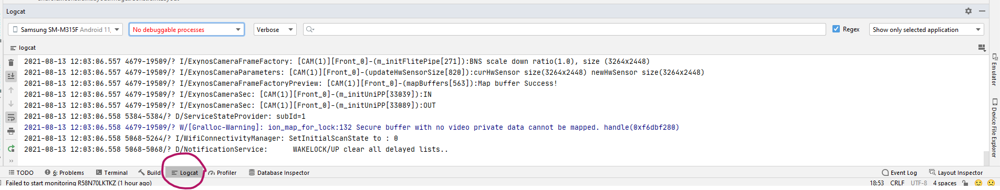 Logcat
Samsung SM-M315F Android 11, No debuggable processes Verbose Regex Show only selected application
logcat
2021-08-13 12:03:06.557 4679-19509/? I/ExynosCameraFrameFactory: [CAM(1)][Front_0]-(m_initFlitePipe[271]):BNS scale down ratio(1.0), size (3264x2448)
2021-08-13 12:03:06.557 4679-19509/? I/ExynosCameraParameters: [CAM(1)][Front_0]-(updateHwSensorSize[820]):curHwSensor size(3264x2448) newHwSensor size(3264x2448)
2021-08-13 12:03:06.557 4679-19509/? I/ExynosCameraFrameFactoryPreview: [CAM(1)][Front_0]-(mapBuffers[563]):Map buffer Success!
2021-08-13 12:03:06.557 4679-19509/? I/ExynosCameraSec: [CAM(1)][Front_0]-(m_initUniPP[33039]):IN
2021-08-13 12:03:06.557 4679-19509/? I/ExynosCameraSec: [CAM(1)][Front_0]-(m_initUniPP[33089]):OUT
2021-08-13 12:03:06.558 5384-5384/? D/ServiceStateProvider: subId=1
2021-08-13 12:03:06.558 4679-19509/? W/[Gralloc-Warning]: ion_map_for_lock:132 Secure buffer with no video private data cannot be mapped. handle(0xf6dbf280)
2021-08-13 12:03:06.558 5068-5264/? I/WifiConnectivityManager: SetInitialScanState to : 0
2021-08-13 12:03:06.558 5068-5068/? D/NotificationService:      WAKELOCK/UP clear all delayed lists..
Emulator
Device File Explorer
TODO 6: Problems Terminal Build Logcat Profiler Database Inspector Event Log Layout Inspector
Failed to start monitoring R58N70LKTKZ (1 hour ago) 18:53 CRLF UTF-8 4 spaces